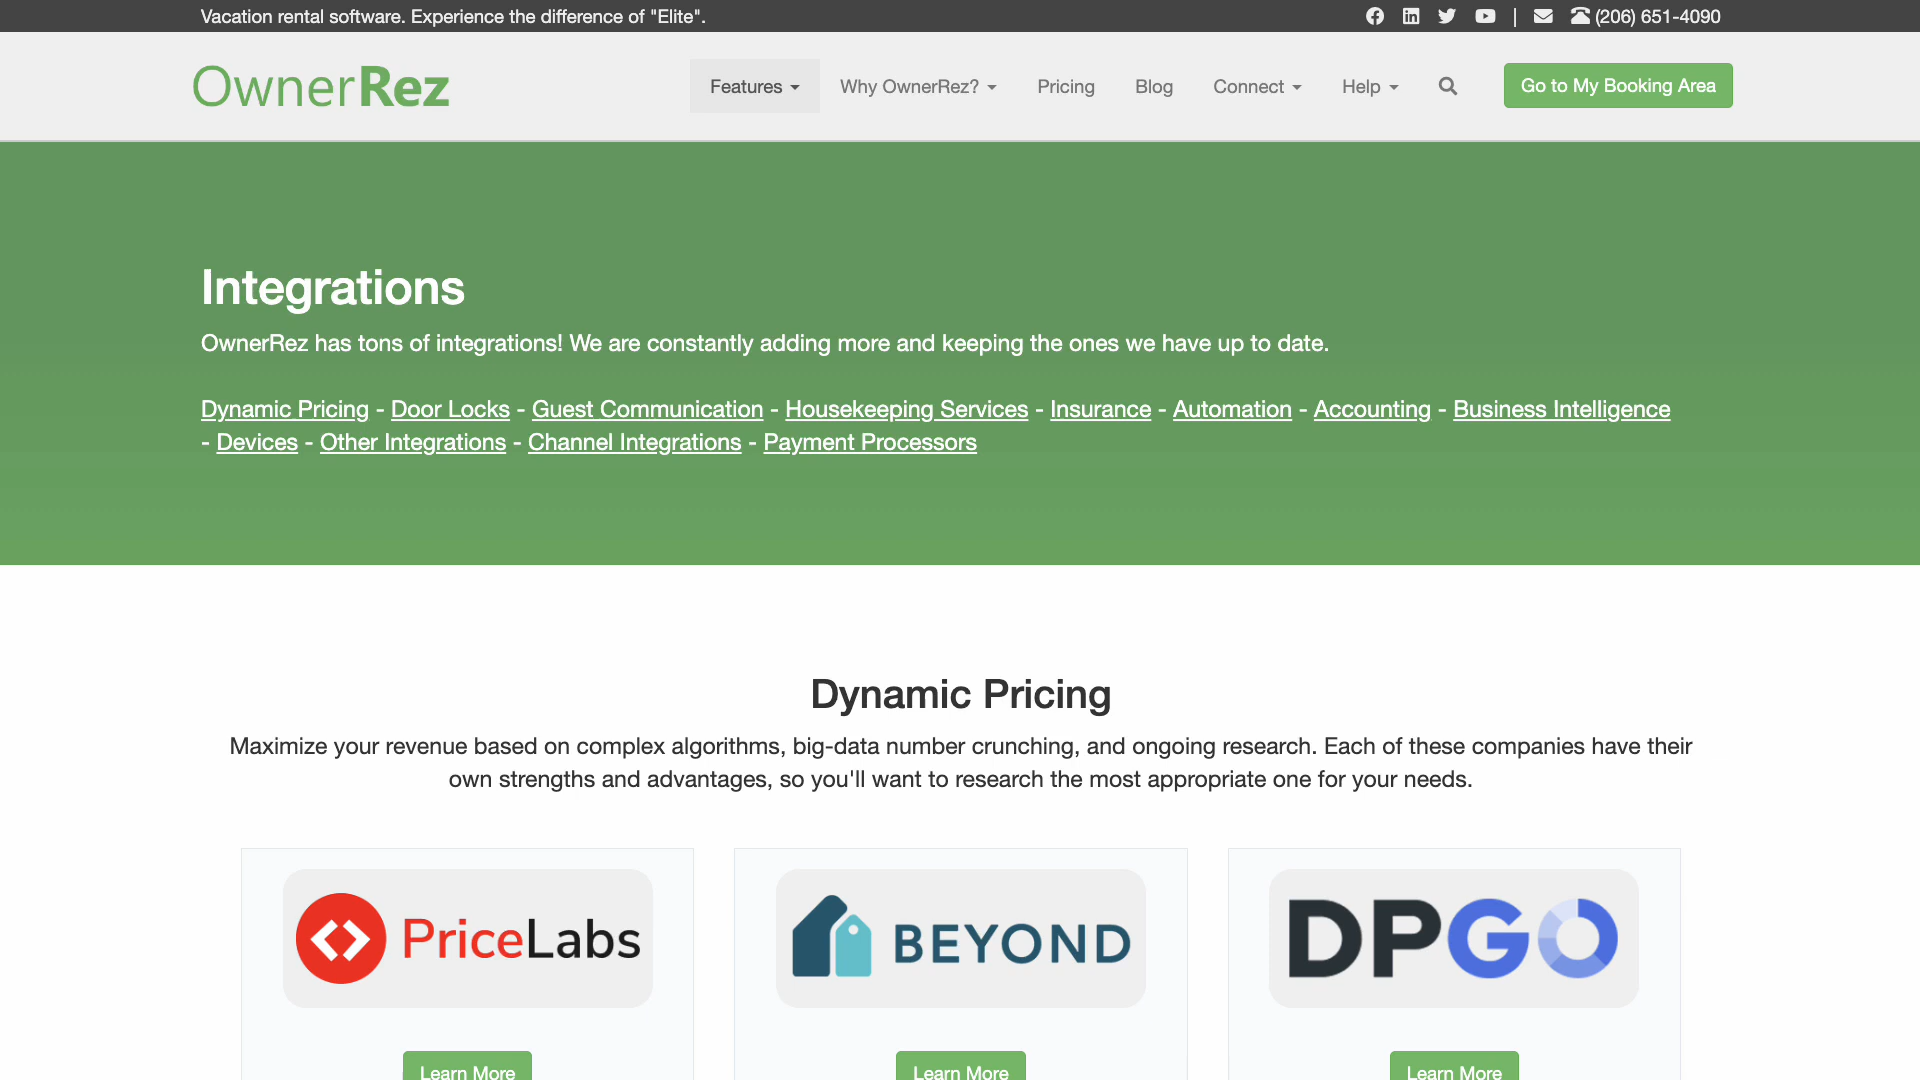 Vacation rental software. Experience the difference of "Elite".
| (206) 651-4090
OwnerRez
Features
Why OwnerRez?
Pricing
Blog
Connect
Help
Go to My Booking Area
Integrations
OwnerRez has tons of integrations! We are constantly adding more and keeping the ones we have up to date.
Dynamic Pricing - Door Locks - Guest Communication - Housekeeping Services - Insurance - Automation - Accounting - Business Intelligence
- Devices - Other Integrations - Channel Integrations - Payment Processors
Dynamic Pricing
Maximize your revenue based on complex algorithms, big-data number crunching, and ongoing research. Each of these companies have their
own strengths and advantages, so you'll want to research the most appropriate one for your needs.
PriceLabs
BEYOND
DPGO
Learn More
Learn More
Learn More